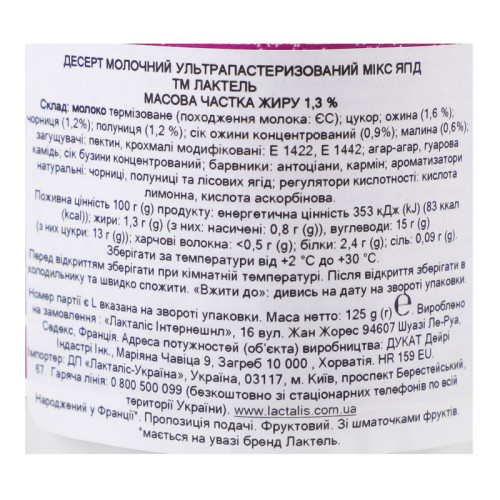 ДЕСЕРТ МОЛОЧНИЙ УЛЬТРАПАСТЕРИЗОВАНИЙ МІКС ЯГІД
ТМ ЛАКТЕЛЬ
МАСОВА ЧАСТКА ЖИРУ 1,3 %
Склад: молоко термізоване (походження молока: ЄС); цукор; ожина (1,6 %);
чорниця (1,2%); полуниця (1,2 %); сік ожини концентрований (0,9%); малина (0,6%);
загущувачі: пектин, крохмалі модифіковані: Е 1422, Е 1442; агар-агар, гуарова
камідь, сік бузини концентрований; барвники: антоціани, кармін; ароматизатори
натуральні: чорниці, полуниці та лісових ягід; регулятори кислотності: кислота
лимонна, кислота аскорбінова.
Поживна цінність 100 г (g) продукту: енергетична цінність 353 кДж (kJ) (83 ккал
(kcal)); жири: 1,3 г (g) (з них: насичені: 0,8 г (g)), вуглеводи: 15 г (g)
(з них цукри: 13 г (g)); харчові волокна: <0,5 г (g); білки: 2,4 г (g); сіль: 0,09 г (g).
Зберігати за температури від +2 °С до +30 °С.
Перед відкриттям зберігати при кімнатній температурі. Після відкриття зберігати в
холодильнику та швидко спожити. «Вжити до»: дивись на дату на звороті упаковки.
Номер партії є L вказана на звороті упаковки. Маса нетто: 125 g (г) e. Вироблено
на замовлення : «Лакталіс Інтернешнл», 16 вул. Жан Жорес 94607 Шуазі Ле-Руа,
Седекс, Франція. Адреса потужностей (об'єкта) виробництва: ДУКАТ Дейрі
Індастрі Інк., Маріяна Чавіця 9, Загреб 10 000 , Хорватія. HR 159 EU.
Імпортер: ДП «Лакталіс-Україна», Україна, 03117, м. Київ, проспект Берестейський,
67. Гаряча лінія: 0 800 500 099 (безкоштовно зі стаціонарних телефонів по всій
території України). www.lactalis.com.ua
Народжений у Франції*. Пропозиція подачі. Фруктовий. Зі шматочками фруктів.
*мається на увазі бренд Лактель.